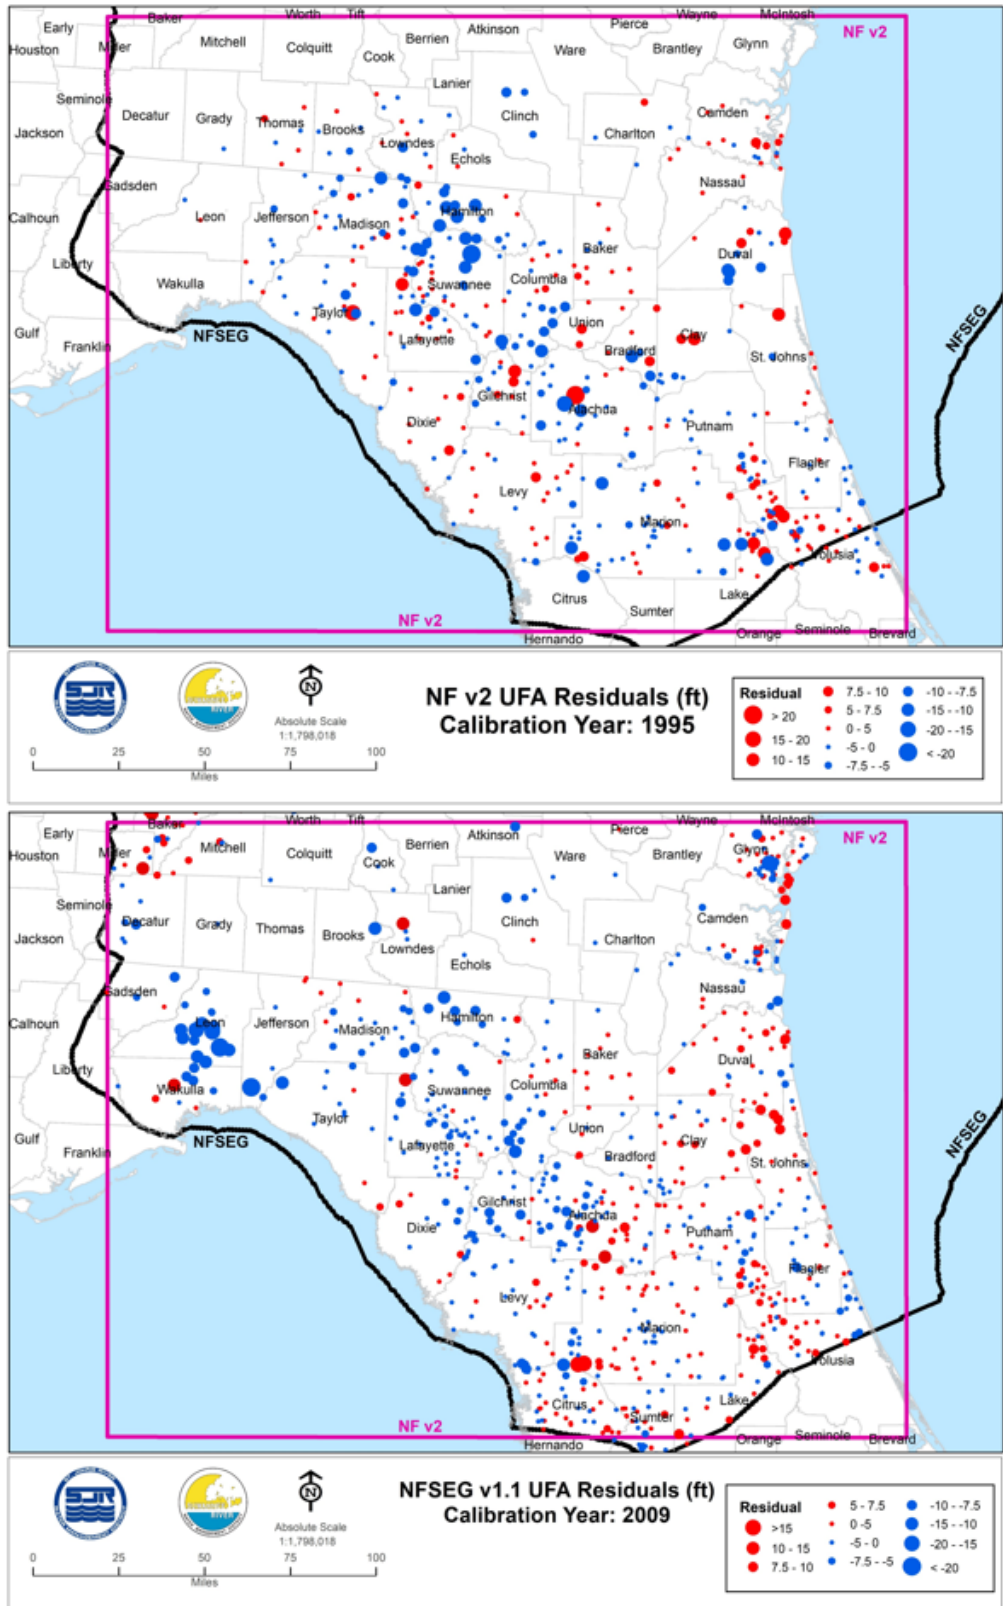 Baker Worth Tift Pierce Wayne McIntosh
Early Berrien Atkinson NF v2
Houston Miller Mitchell Colquitt Cook Ware Brantley Glynn
Lanier
Seminole Decatur Grady Thomas Brooks Clinch Camden
Jackson Lowndes Charlton
Echols
Gadsden Nassau
Calhoun Leon Jefferson Madison Hamilton
Baker Duval
Liberty Wakulla Suwannee Columbia
Taylor Union
Gulf Franklin NFSEG Lafayette Bradford Clay St. Johns NFSEG
Gilchrist Alachua
Dixie Putnam
Flagler
Levy Marion
Volusia
Citrus Sumter Lake
NF v2 Hernando Orange Seminole Brevard
SJR
RIVER
N
Absolute Scale
1:1,798,018
0 25 50 75 100
Miles
NF v2 UFA Residuals (ft)
Calibration Year: 1995
Residual
> 20
15 - 20
10 - 15
7.5 - 10
5 - 7.5
0 - 5
-5 - 0
-7.5 - -5
-10 - -7.5
-15 - -10
-20 - -15
< -20
Baker Worth Tift Pierce Wayne McIntosh
Early Berrien Atkinson NF v2
Houston Miller Mitchell Colquitt Cook Ware Brantley Glynn
Lanier
Seminole Decatur Grady Thomas Brooks Clinch Camden
Jackson Lowndes Charlton
Echols
Gadsden Nassau
Calhoun Leon Jefferson Madison Hamilton
Baker Duval
Liberty Wakulla Suwannee Columbia
Taylor Union
Gulf Franklin NFSEG Lafayette Bradford Clay St. Johns NFSEG
Gilchrist Alachua
Dixie Putnam
Flagler
Levy Marion
Volusia
Citrus Sumter Lake
NF v2 Hernando Orange Seminole Brevard
SJR
RIVER
N
Absolute Scale
1:1,798,018
0 25 50 75 100
Miles
NFSEG v1.1 UFA Residuals (ft)
Calibration Year: 2009
Residual
>15
10 - 15
7.5 - 10
5 - 7.5
0 -5
-5 - 0
-7.5 - -5
-10 - -7.5
-15 - -10
-20 - -15
< -20